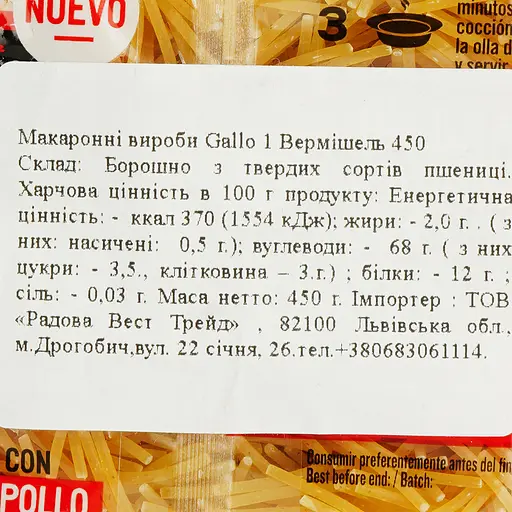 NUEVO
3
minutos
cocción
la olla d
y servir
Макаронні вироби Gallo 1 Вермішель 450
Склад: Борошно з твердих сортів пшениці.
Харчова цінність в 100 г продукту: Енергетична
цінність: - ккал 370 (1554 кДж); жири: - 2,0 г. . ( з
них: насичені: 0,5 г.); вуглеводи: - 68 г. ( з них
цукри: - 3,5., клітковина – 3.г.) ; білки: - 12 г. ;
сіль: - 0,03 г. Маса нетто: 450 г. Імпортер : ТОВ
«Радова Вест Трейд» , 82100 Львівська обл.,
м.Дрогобич,вул. 22 січня, 26.тел.+380683061114.
CON
POLLO
Consumir preferentemente antes del fin
Best before end: / Batch: